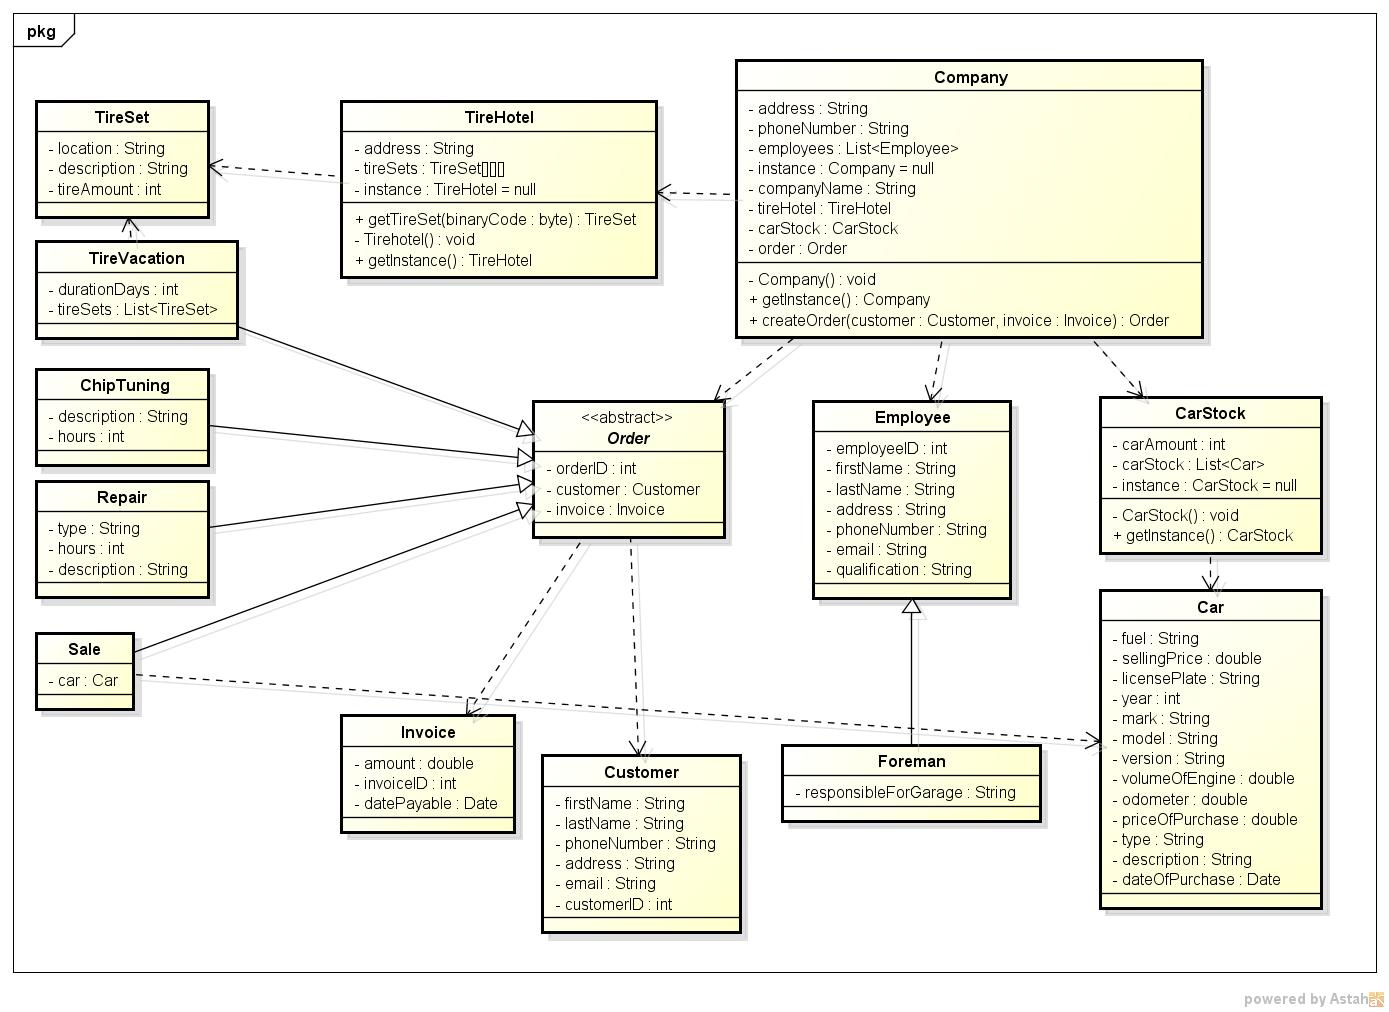 pkg
TireSet
- location : String
- description : String
- tireAmount : int
TireHotel
- address : String
- tireSets : TireSet[][][]
- instance : TireHotel = null
+ getTireSet(binaryCode : byte) : TireSet
- Tirehotel() : void
+ getInstance() : TireHotel
Company
- address : String
- phoneNumber : String
- employees : List<Employee>
- instance : Company = null
- companyName : String
- tireHotel : TireHotel
- carStock : CarStock
- order : Order
- Company() : void
+ getInstance() : Company
+ createOrder(customer : Customer, invoice : Invoice) : Order
TireVacation
- durationDays : int
- tireSets : List<TireSet>
ChipTuning
- description : String
- hours : int
Repair
- type : String
- hours : int
- description : String
Sale
- car : Car
<<abstract>>
Order
- orderID : int
- customer : Customer
- invoice : Invoice
Employee
- employeeID : int
- firstName : String
- lastName : String
- address : String
- phoneNumber : String
- email : String
- qualification : String
CarStock
- carAmount : int
- carStock : List<Car>
- instance : CarStock = null
- CarStock() : void
+ getInstance() : CarStock
Invoice
- amount : double
- invoiceID : int
- datePayable : Date
Customer
- firstName : String
- lastName : String
- phoneNumber : String
- address : String
- email : String
- customerID : int
Foreman
- responsibleForGarage : String
Car
- fuel : String
- sellingPrice : double
- licensePlate : String
- year : int
- mark : String
- model : String
- version : String
- volumeOfEngine : double
- odometer : double
- priceOfPurchase : double
- type : String
- description : String
- dateOfPurchase : Date
powered by Astah